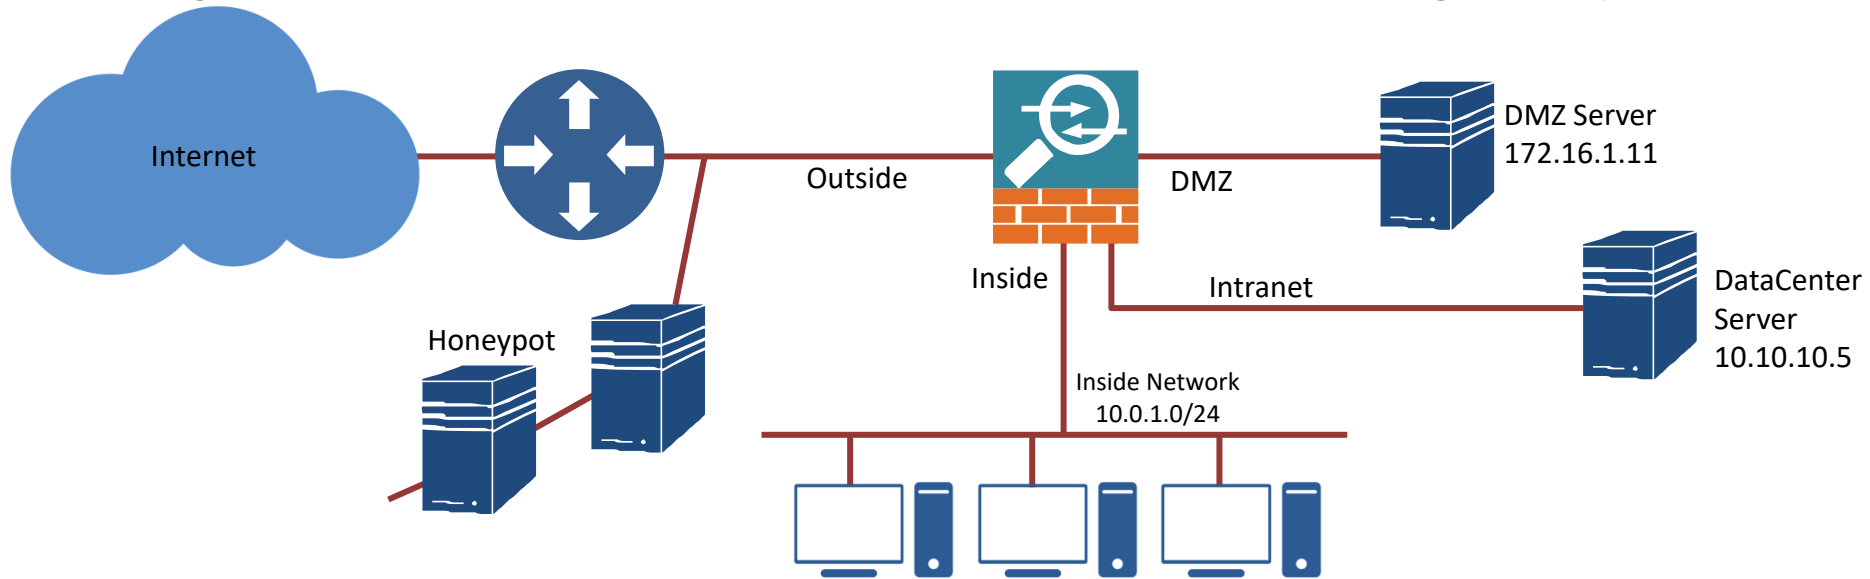 Internet
Outside
DMZ
DMZ Server
172.16.1.11
Inside
Intranet
DataCenter
Server
10.10.10.5
Honeypot
Inside Network
10.0.1.0/24